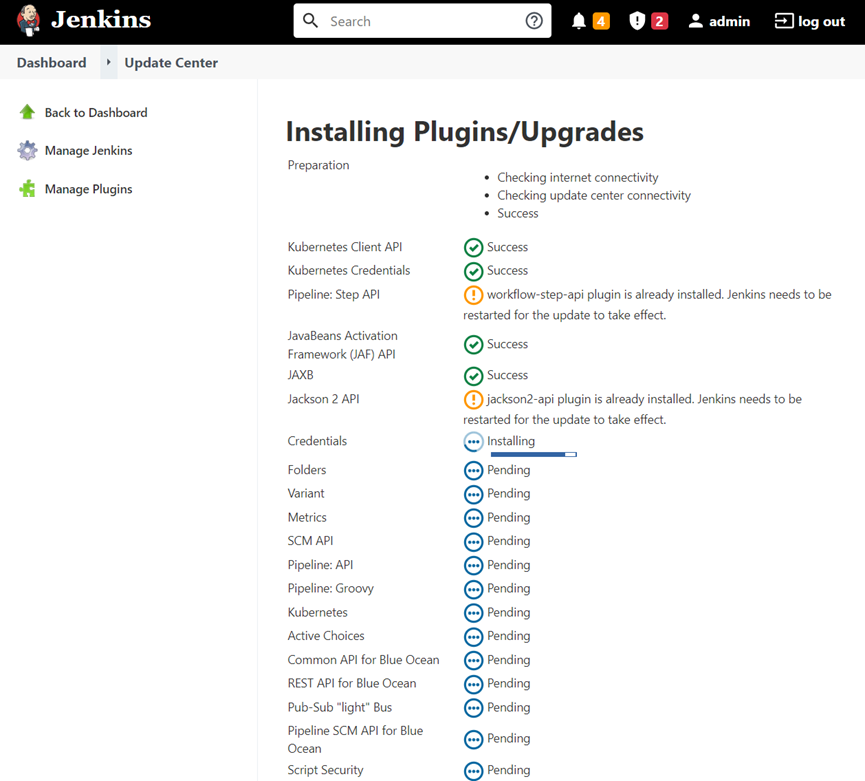 Jenkins
Search
4
2
admin
log out
Dashboard
Update Center
Back to Dashboard
Manage Jenkins
Manage Plugins
Installing Plugins/Upgrades
Preparation
Checking internet connectivity
Checking update center connectivity
Success
Kubernetes Client API Success
Kubernetes Credentials Success
Pipeline: Step API workflow-step-api plugin is already installed. Jenkins needs to be
restarted for the update to take effect.
JavaBeans Activation
Framework (JAF) API Success
JAXB Success
Jackson 2 API jackson2-api plugin is already installed. Jenkins needs to be
restarted for the update to take effect.
Credentials Installing
Folders Pending
Variant Pending
Metrics Pending
SCM API Pending
Pipeline: API Pending
Pipeline: Groovy Pending
Kubernetes Pending
Active Choices Pending
Common API for Blue Ocean Pending
REST API for Blue Ocean Pending
Pub-Sub "light" Bus Pending
Pipeline SCM API for Blue
Ocean Pending
Script Security Pending